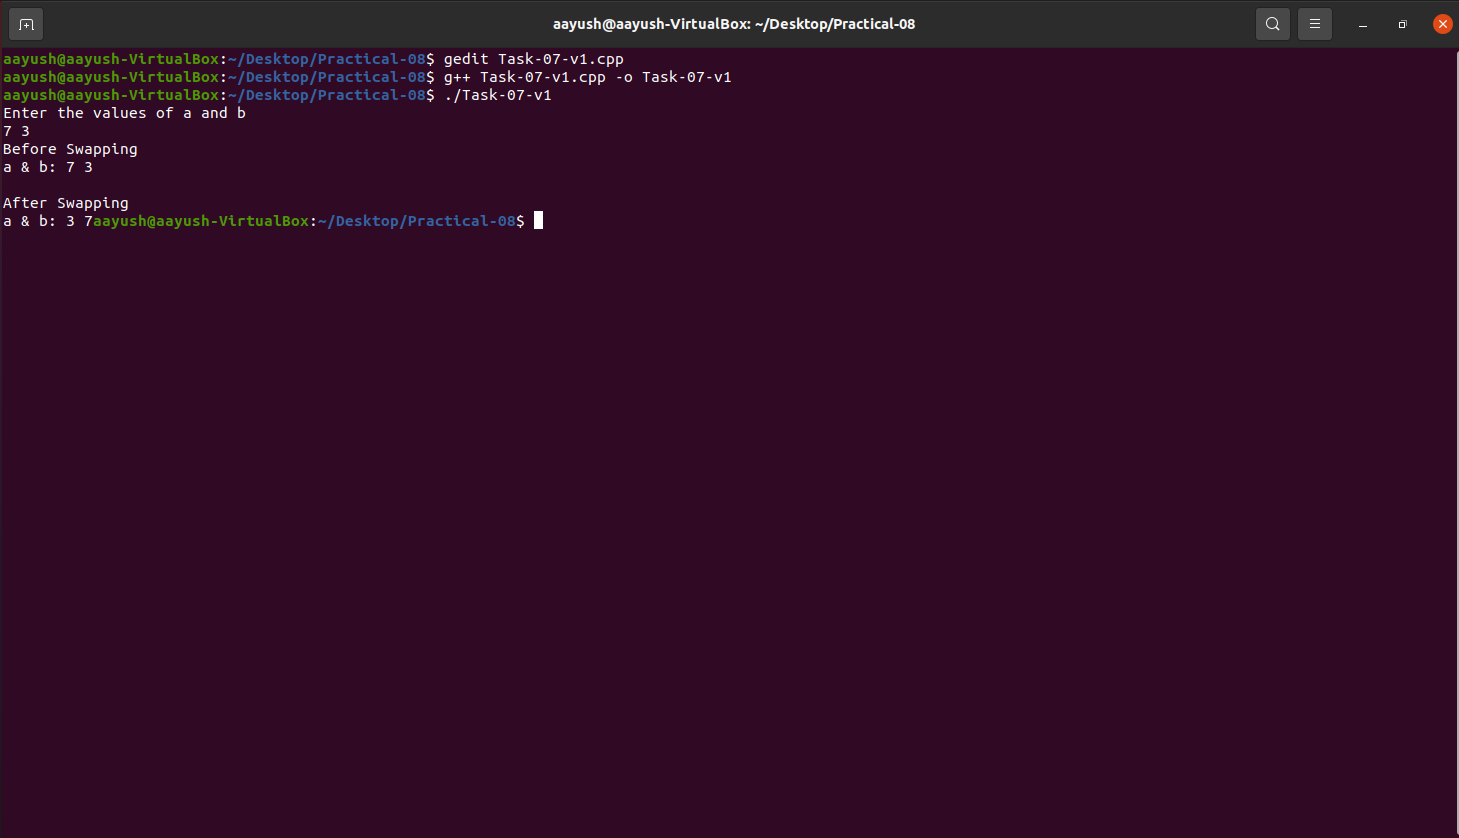 aayush@aayush-VirtualBox: ~/Desktop/Practical-08
aayush@aayush-VirtualBox:~/Desktop/Practical-08$ gedit Task-07-v1.cpp
aayush@aayush-VirtualBox:~/Desktop/Practical-08$ g++ Task-07-v1.cpp -o Task-07-v1
aayush@aayush-VirtualBox:~/Desktop/Practical-08$ ./Task-07-v1
Enter the values of a and b
7 3
Before Swapping
a & b: 7 3

After Swapping
a & b: 3 7aayush@aayush-VirtualBox:~/Desktop/Practical-08$